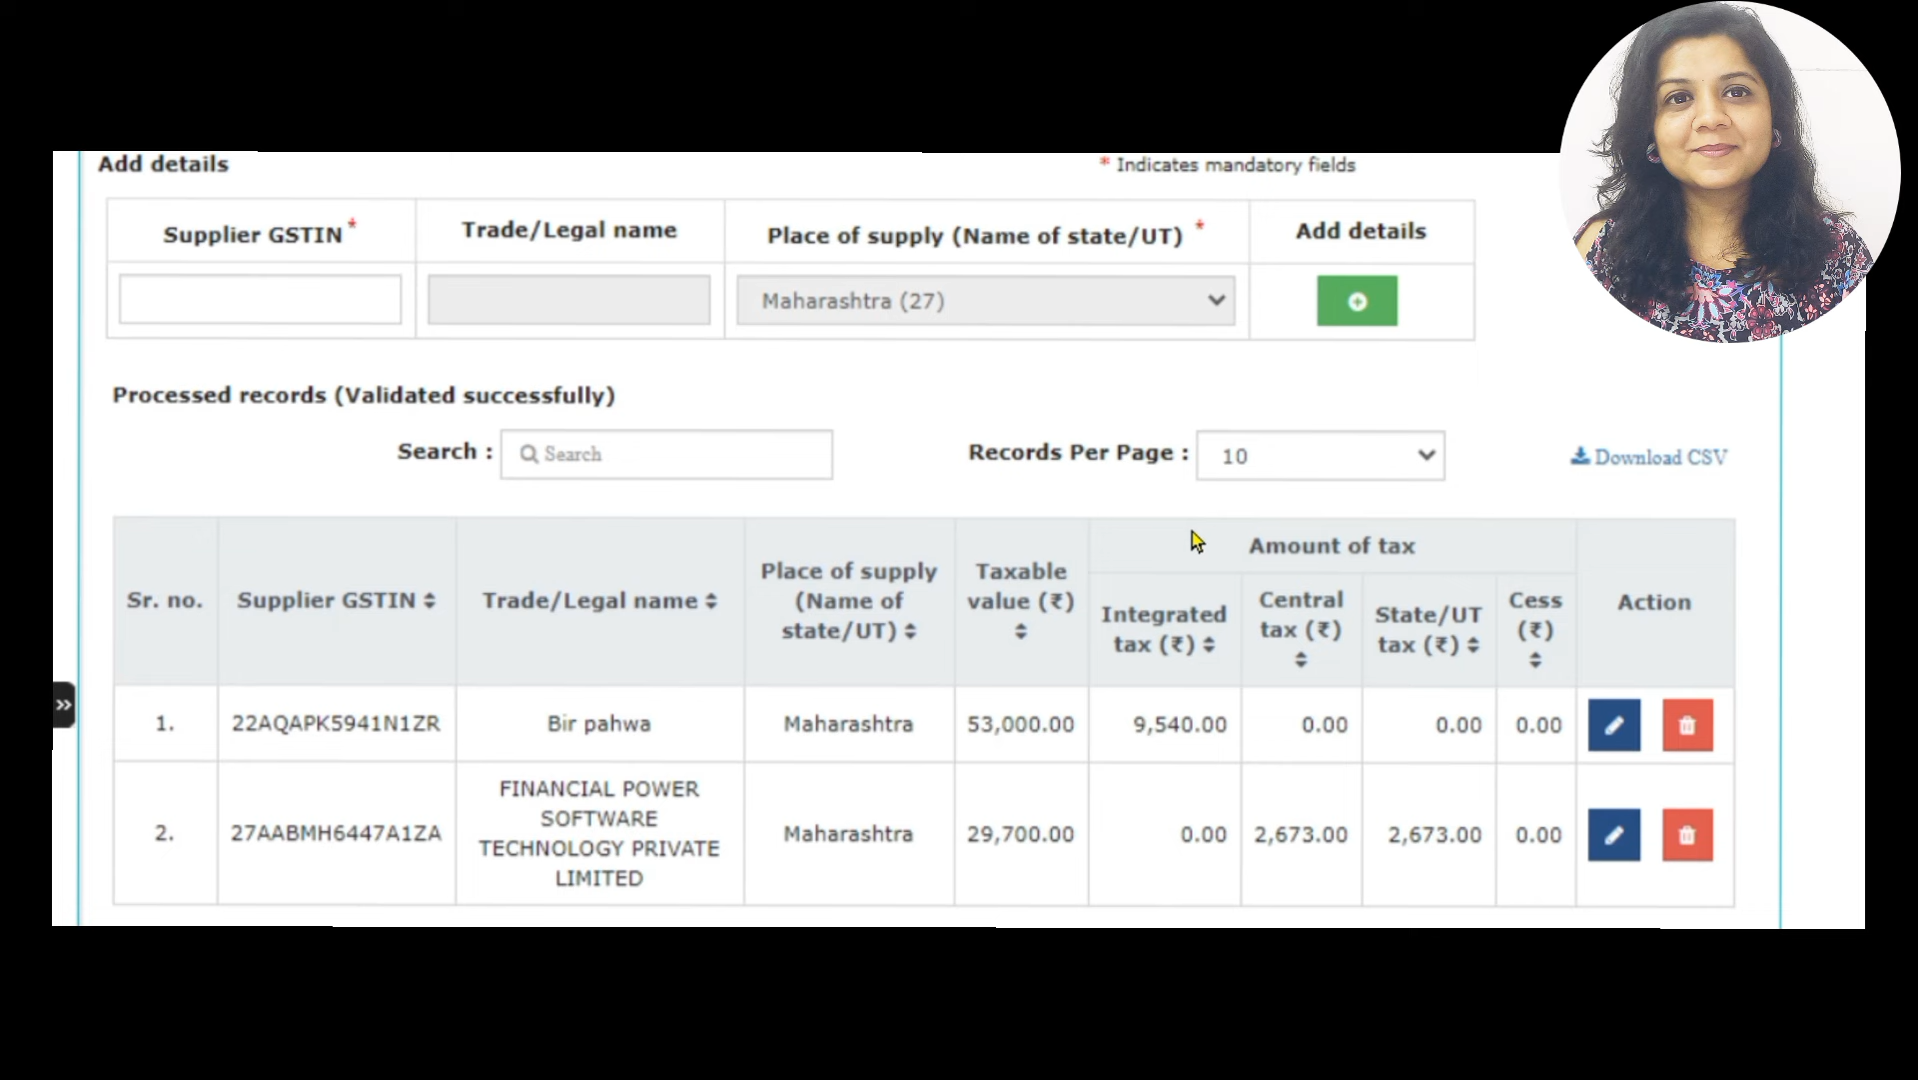 Add details
* Indicates mandatory fields
Supplier GSTIN * Trade/Legal name Place of supply (Name of state/UT) * Add details
Maharashtra (27)
Processed records (Validated successfully)
Search : Search Records Per Page : 10 Download CSV
Sr. no. Supplier GSTIN Trade/Legal name Place of supply (Name of state/UT) Taxable value (₹) Amount of tax Action
Integrated tax (₹) Central tax (₹) State/UT tax (₹) Cess (₹)
1. 22AQAPK5941N1ZR Bir pahwa Maharashtra 53,000.00 9,540.00 0.00 0.00 0.00
2. 27AABMH6447A1ZA FINANCIAL POWER SOFTWARE TECHNOLOGY PRIVATE LIMITED Maharashtra 29,700.00 0.00 2,673.00 2,673.00 0.00